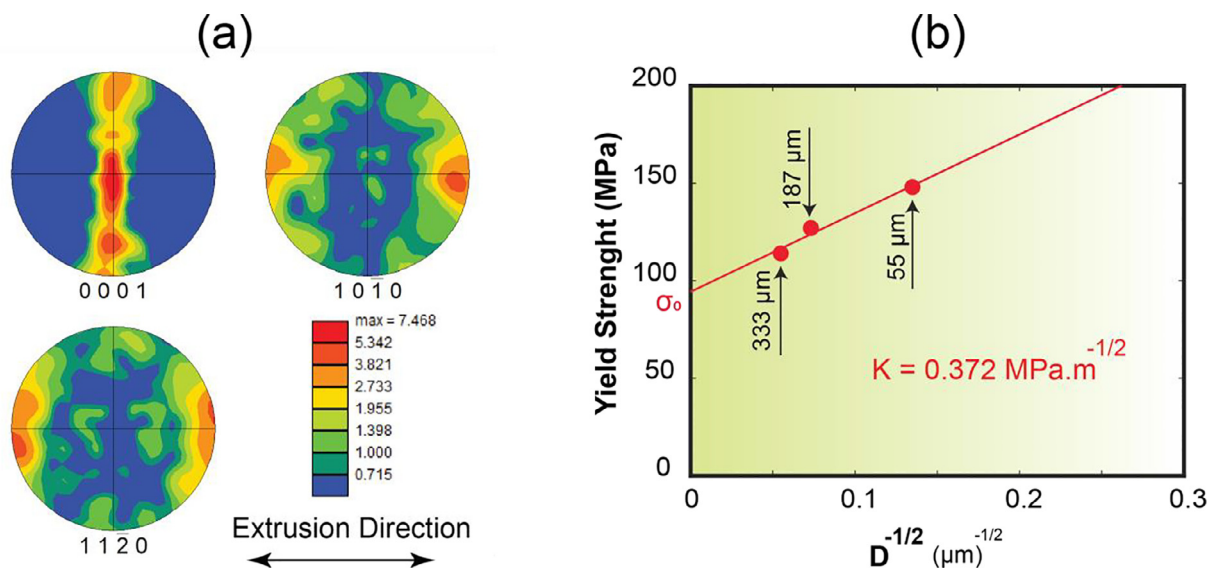 (a)
0 0 0 1
1 0 1̅ 0
1 1 2̅ 0
max = 7.468
5.342
3.821
2.733
1.955
1.398
1.000
0.715
Extrusion Direction
(b)
Yield Strenght (MPa)
200
150
100
σ₀
50
0
0
0.1
0.2
0.3
187 µm
333 µm
55 µm
K = 0.372 MPa.m⁻¹/²
D⁻¹/² (µm)⁻¹/²